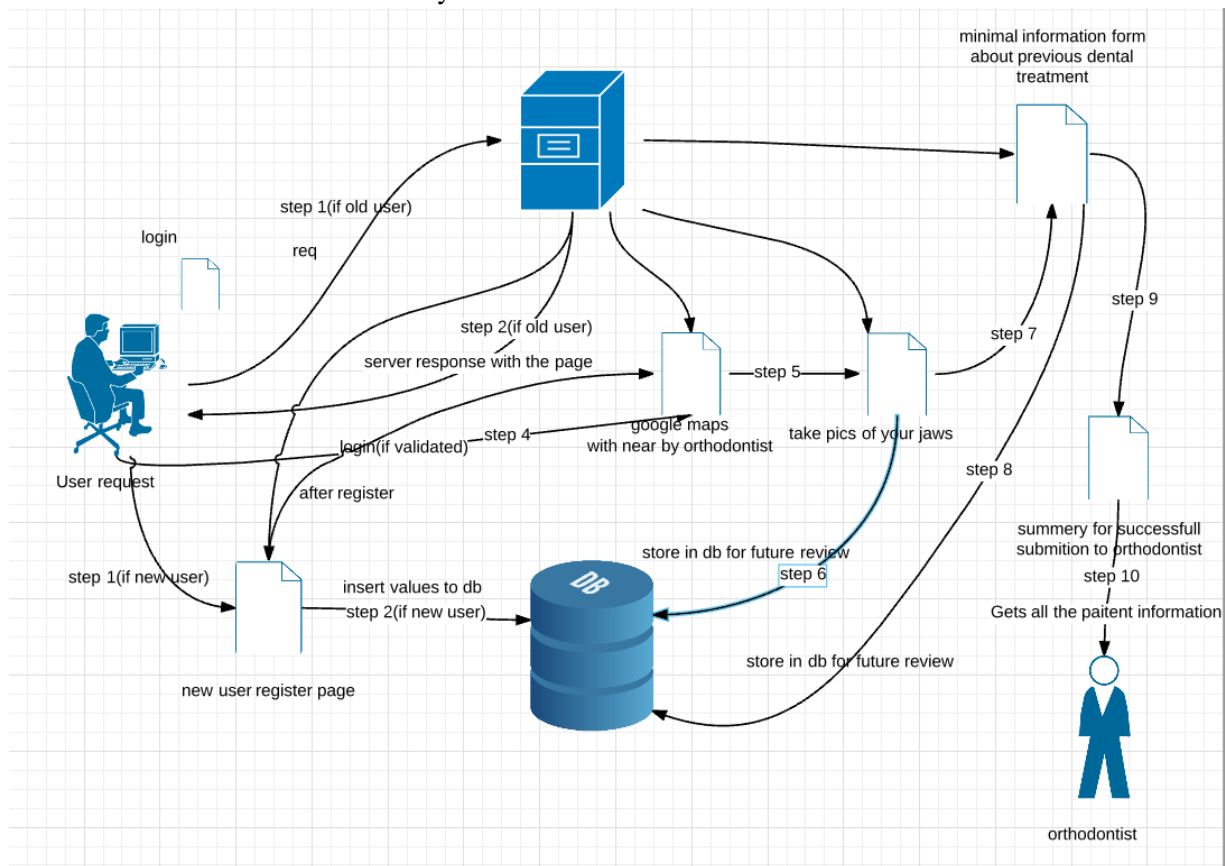 minimal information form
about previous dental
treatment
step 1(if old user)
login
req
step 9
step 2(if old user)
step 7
server response with the page
step 5
google maps
with near by orthodontist
take pics of your jaws
step 4
login(if validated)
step 8
User request
after register
summery for successfull
submition to orthodontist
store in db for future review
step 6
step 1(if new user)
DB
step 10
insert values to db
step 2(if new user)
Gets all the paitent information
store in db for future review
new user register page
orthodontist